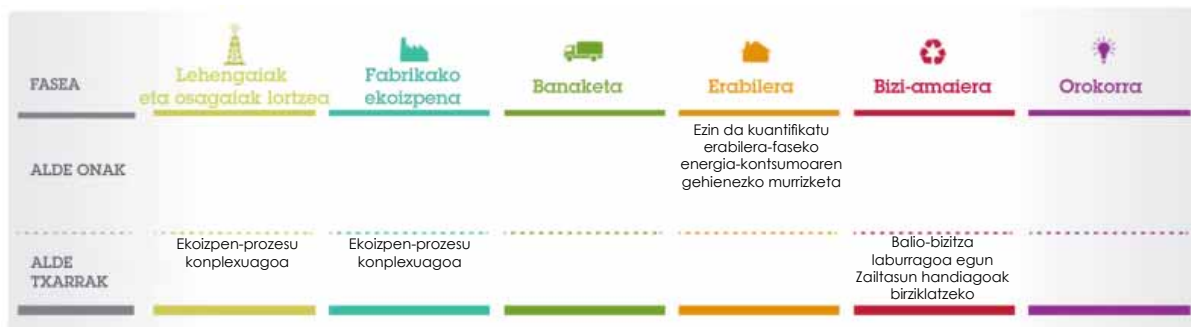 FASEA
Lehengaiak
eta osagaiak lortzea
Fabrikako
ekoizpena
Banaketa
Erabilera
Bizi-amaiera
Orokorra
ALDE ONAK
Ezin da kuantifikatu
erabilera-faseko
energia-kontsumoaren
gehienezko murrizketa
ALDE
TXARRAK
Ekoizpen-prozesu
konplexuagoa
Ekoizpen-prozesu
konplexuagoa
Balio-bizitza
laburragoa egun
Zailtasun handiagoak
birziklatzeko